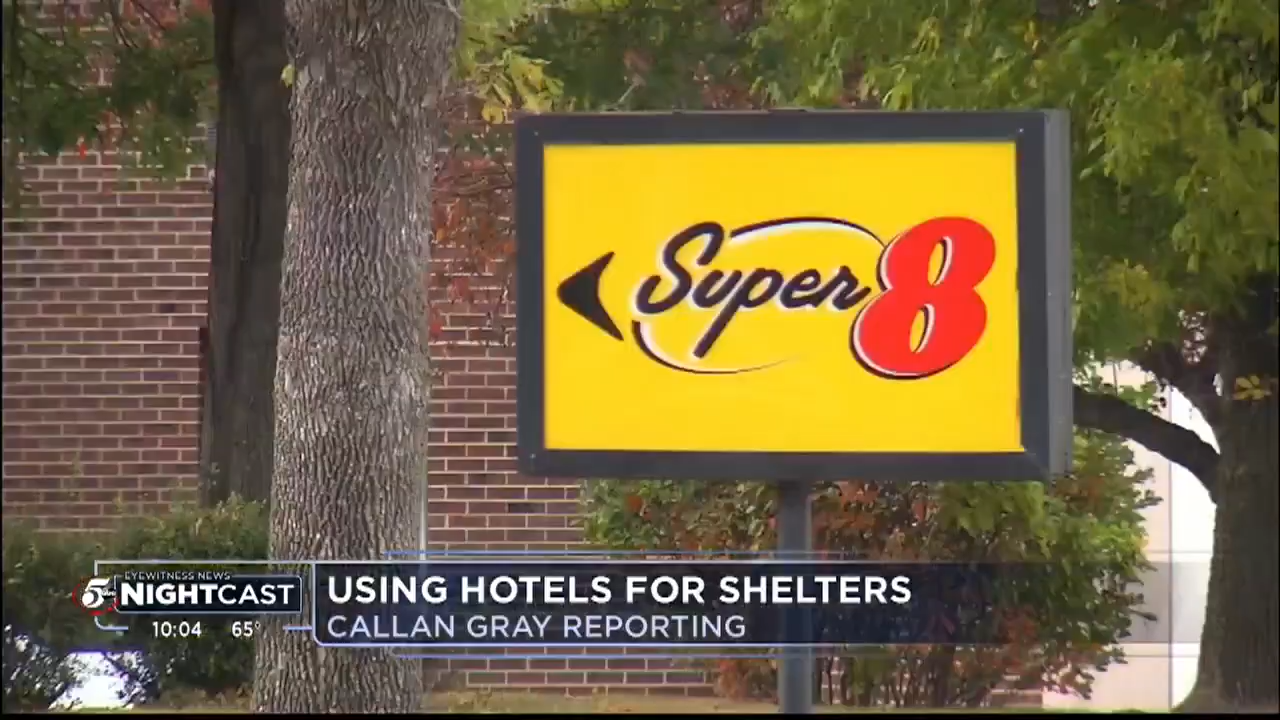 Super 8
EYEWITNESS NEWS
5
NIGHTCAST
10:04 65°
USING HOTELS FOR SHELTERS
CALLAN GRAY REPORTING